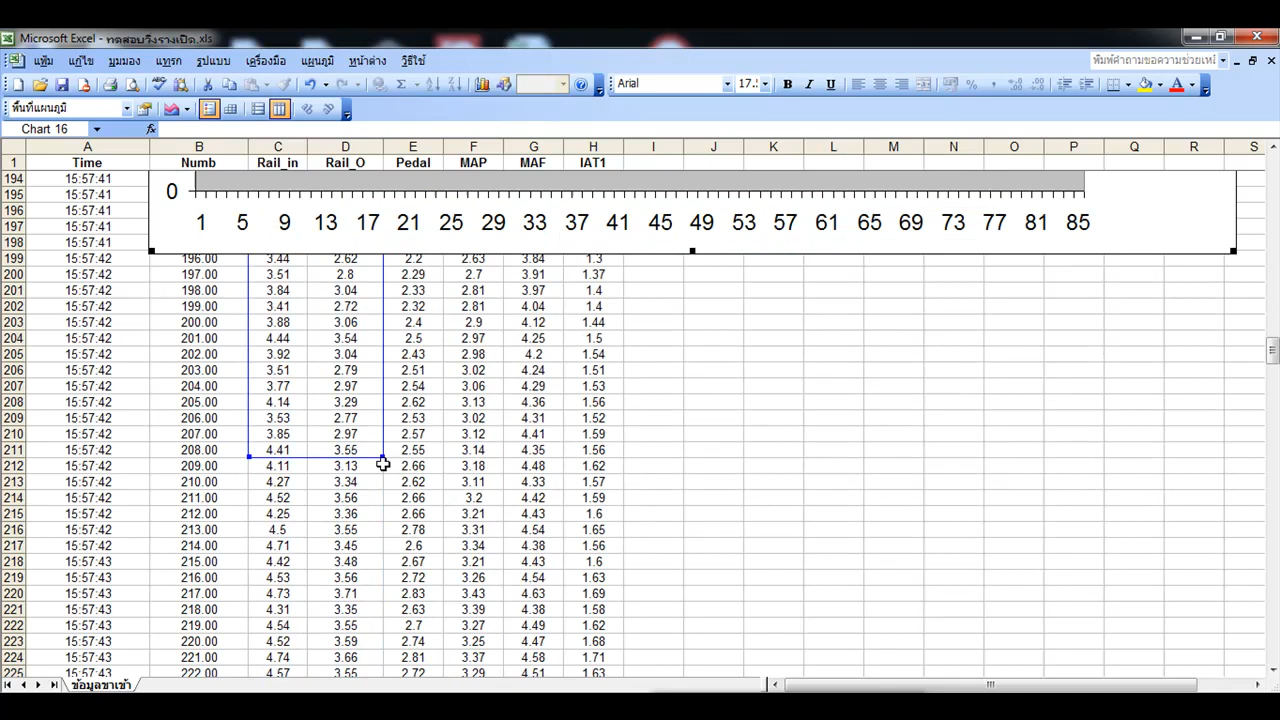 Microsoft Excel - ทดสอบวิ่งรางเปิด.xls
แฟ้ม แก้ไข มุมมอง แทรก รูปแบบ เครื่องมือ แผนภูมิ หน้าต่าง วิธีใช้ พิมพ์คำถามขอความช่วยเหลื
Arial 17.
พื้นที่แผนภูมิ
Chart 16 fx
A B C D E F G H I J K L M N O P Q R S
1 Time Numb Rail_in Rail_O Pedal MAP MAF IAT1
194 15:57:41
195 15:57:41
196 15:57:41
197 15:57:41
198 15:57:41
0
1 5 9 13 17 21 25 29 33 37 41 45 49 53 57 61 65 69 73 77 81 85
199 15:57:42 196.00 3.44 2.62 2.2 2.63 3.84 1.3
200 15:57:42 197.00 3.51 2.8 2.29 2.7 3.91 1.37
201 15:57:42 198.00 3.84 3.04 2.33 2.81 3.97 1.4
202 15:57:42 199.00 3.41 2.72 2.32 2.81 4.04 1.4
203 15:57:42 200.00 3.88 3.06 2.4 2.9 4.12 1.44
204 15:57:42 201.00 4.44 3.54 2.5 2.97 4.25 1.5
205 15:57:42 202.00 3.92 3.04 2.43 2.98 4.2 1.54
206 15:57:42 203.00 3.51 2.79 2.51 3.02 4.24 1.51
207 15:57:42 204.00 3.77 2.97 2.54 3.06 4.29 1.53
208 15:57:42 205.00 4.14 3.29 2.62 3.13 4.36 1.56
209 15:57:42 206.00 3.53 2.77 2.53 3.02 4.31 1.52
210 15:57:42 207.00 3.85 2.97 2.57 3.12 4.41 1.59
211 15:57:42 208.00 4.41 3.55 2.55 3.14 4.35 1.56
212 15:57:42 209.00 4.11 3.13 2.66 3.18 4.48 1.62
213 15:57:42 210.00 4.27 3.34 2.62 3.11 4.33 1.57
214 15:57:42 211.00 4.52 3.56 2.66 3.2 4.42 1.59
215 15:57:42 212.00 4.25 3.36 2.66 3.21 4.43 1.6
216 15:57:42 213.00 4.5 3.55 2.78 3.31 4.54 1.65
217 15:57:42 214.00 4.71 3.45 2.6 3.34 4.38 1.56
218 15:57:43 215.00 4.42 3.48 2.67 3.21 4.43 1.6
219 15:57:43 216.00 4.53 3.56 2.72 3.26 4.54 1.63
220 15:57:43 217.00 4.73 3.71 2.83 3.43 4.63 1.69
221 15:57:43 218.00 4.31 3.35 2.63 3.39 4.38 1.58
222 15:57:43 219.00 4.54 3.55 2.7 3.27 4.49 1.62
223 15:57:43 220.00 4.52 3.59 2.74 3.25 4.47 1.68
224 15:57:43 221.00 4.74 3.66 2.81 3.37 4.58 1.71
225 15:57:43 222.00 4.57 3.55 2.72 3.29 4.51 1.63
ข้อมูลขาเข้า